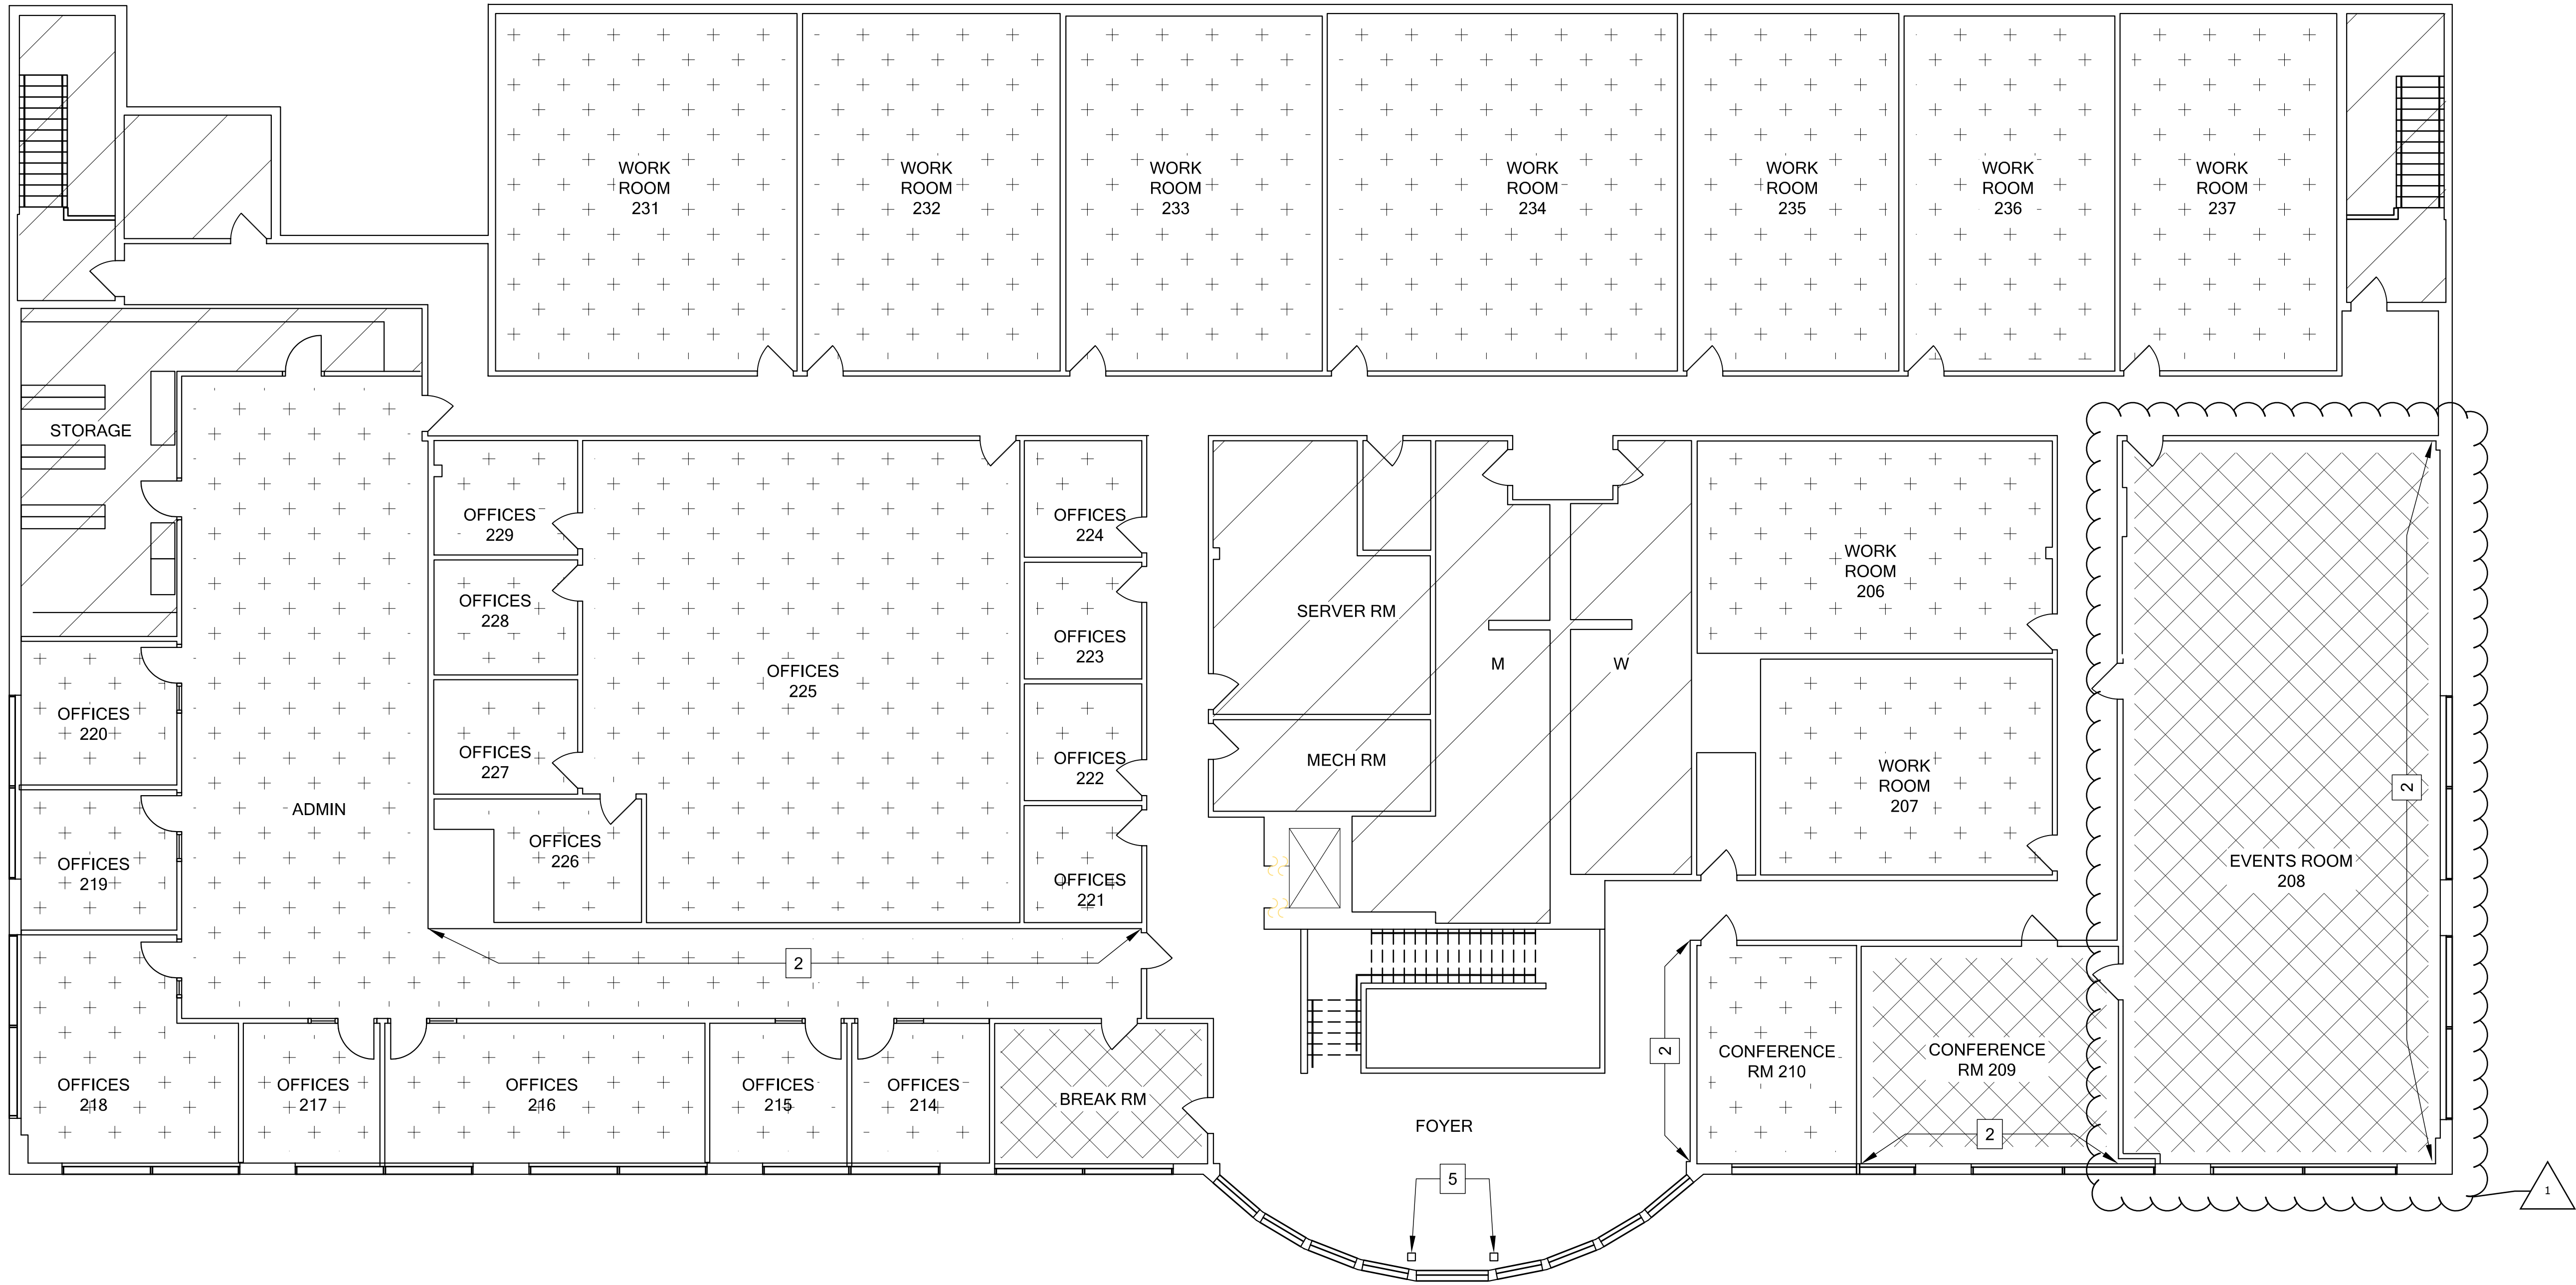 WORK
ROOM
231
WORK
ROOM
232
WORK
ROOM
233
WORK
ROOM
234
WORK
ROOM
235
WORK
ROOM
236
WORK
ROOM
237
STORAGE
OFFICES
229
OFFICES
224
OFFICES
228
OFFICES
223
OFFICES
225
OFFICES
227
OFFICES
222
OFFICES
220
ADMIN
OFFICES
226
OFFICES
219
OFFICES
221
SERVER RM
M
W
MECH RM
WORK
ROOM
206
WORK
ROOM
207
2
EVENTS ROOM
208
2
2
CONFERENCE
RM 210
CONFERENCE
RM 209
OFFICES
218
OFFICES
217
OFFICES
216
OFFICES
215
OFFICES
214
BREAK RM
FOYER
2
5
1